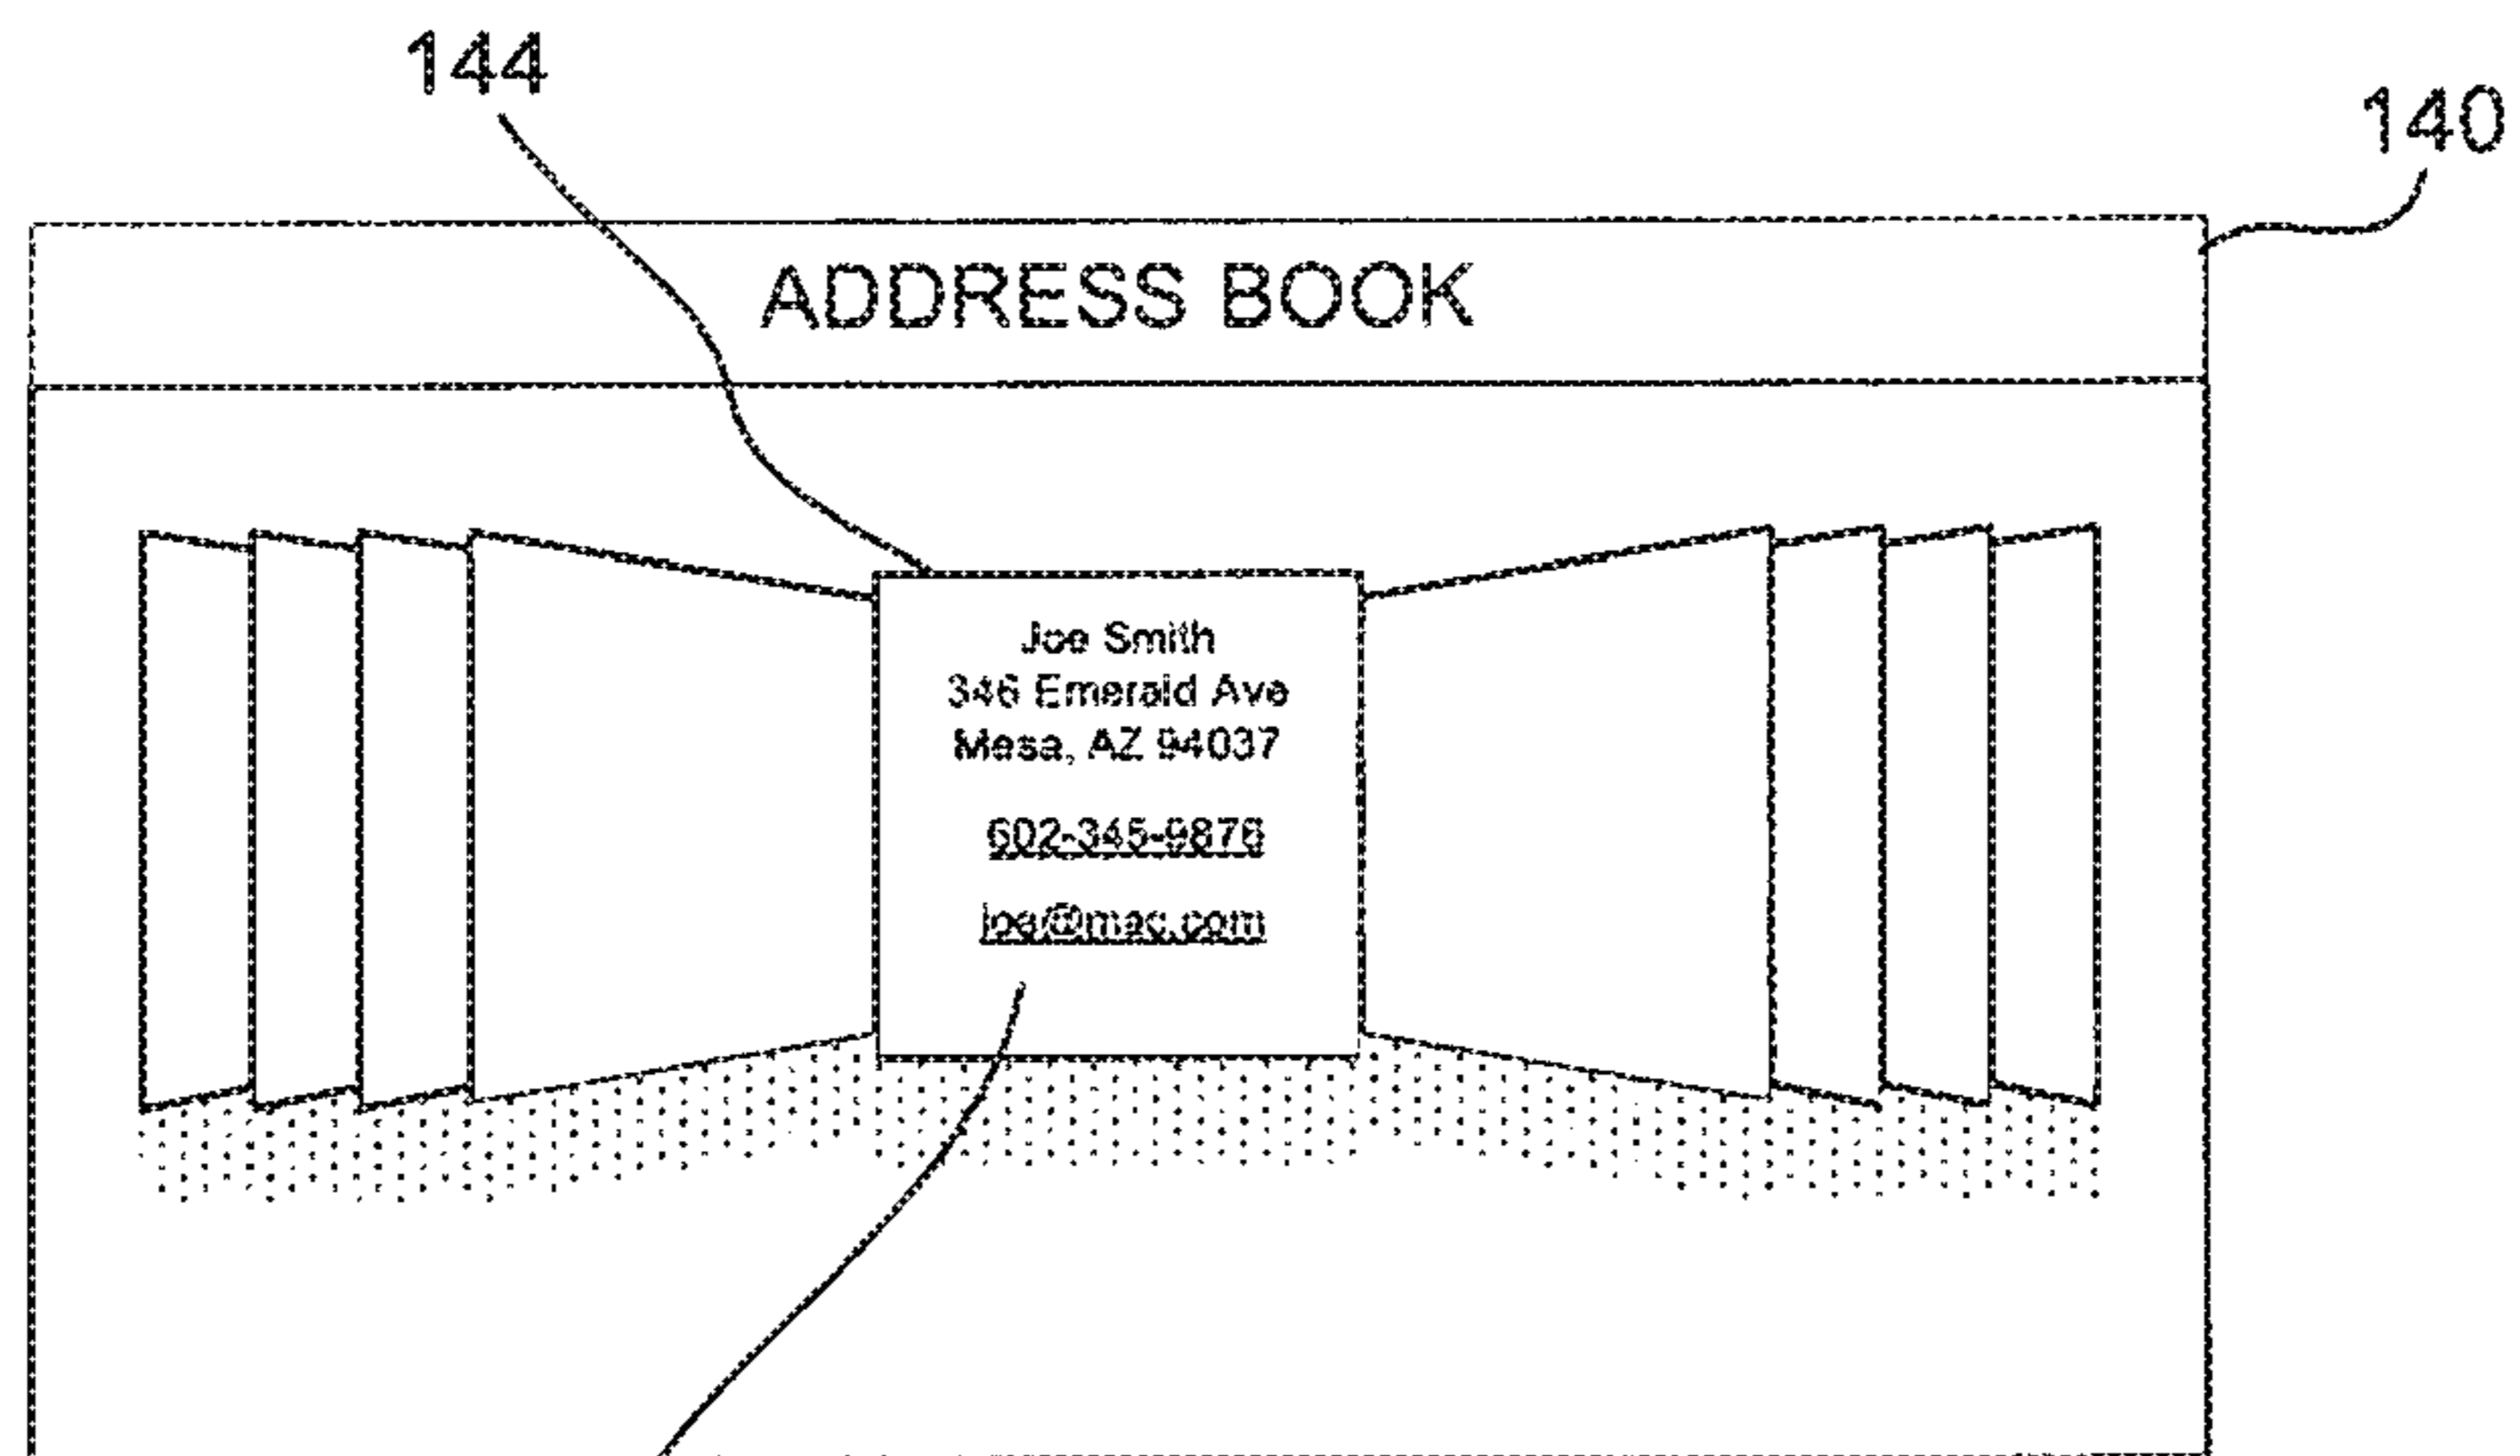 144
140
ADDRESS BOOK
Joe Smith
346 Emerald Ave
Mesa, AZ 94037
602-345-9876
joe@mac.com